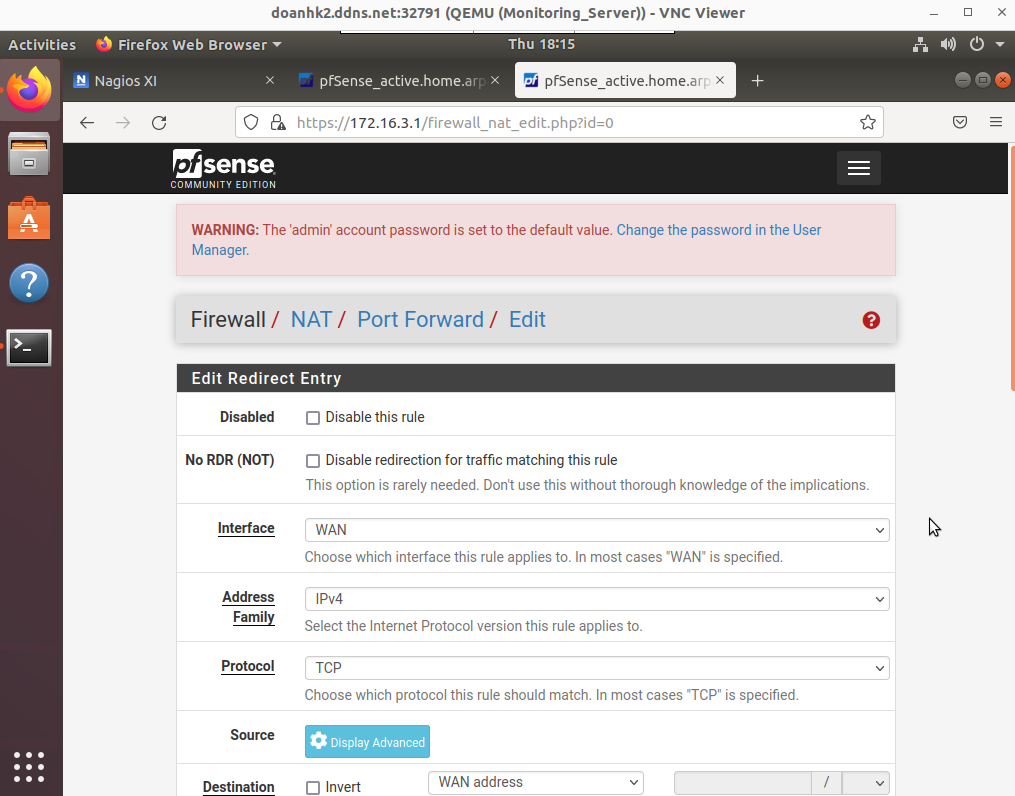 doanhk2.ddns.net:32791 (QEMU (Monitoring_Server)) - VNC Viewer
Activities
Firefox Web Browser
Thu 18:15
Nagios XI
pfSense_active.home.arp
pfSense_active.home.arp
https://172.16.3.1/firewall_nat_edit.php?id=0
pfsense
COMMUNITY EDITION
WARNING: The 'admin' account password is set to the default value. Change the password in the User
Manager.
Firewall / NAT / Port Forward / Edit
Edit Redirect Entry
Disabled
Disable this rule
No RDR (NOT)
Disable redirection for traffic matching this rule
This option is rarely needed. Don't use this without thorough knowledge of the implications.
Interface
WAN
Choose which interface this rule applies to. In most cases "WAN" is specified.
Address
Family
IPv4
Select the Internet Protocol version this rule applies to.
Protocol
TCP
Choose which protocol this rule should match. In most cases "TCP" is specified.
Source
Display Advanced
Destination
Invert
WAN address
/